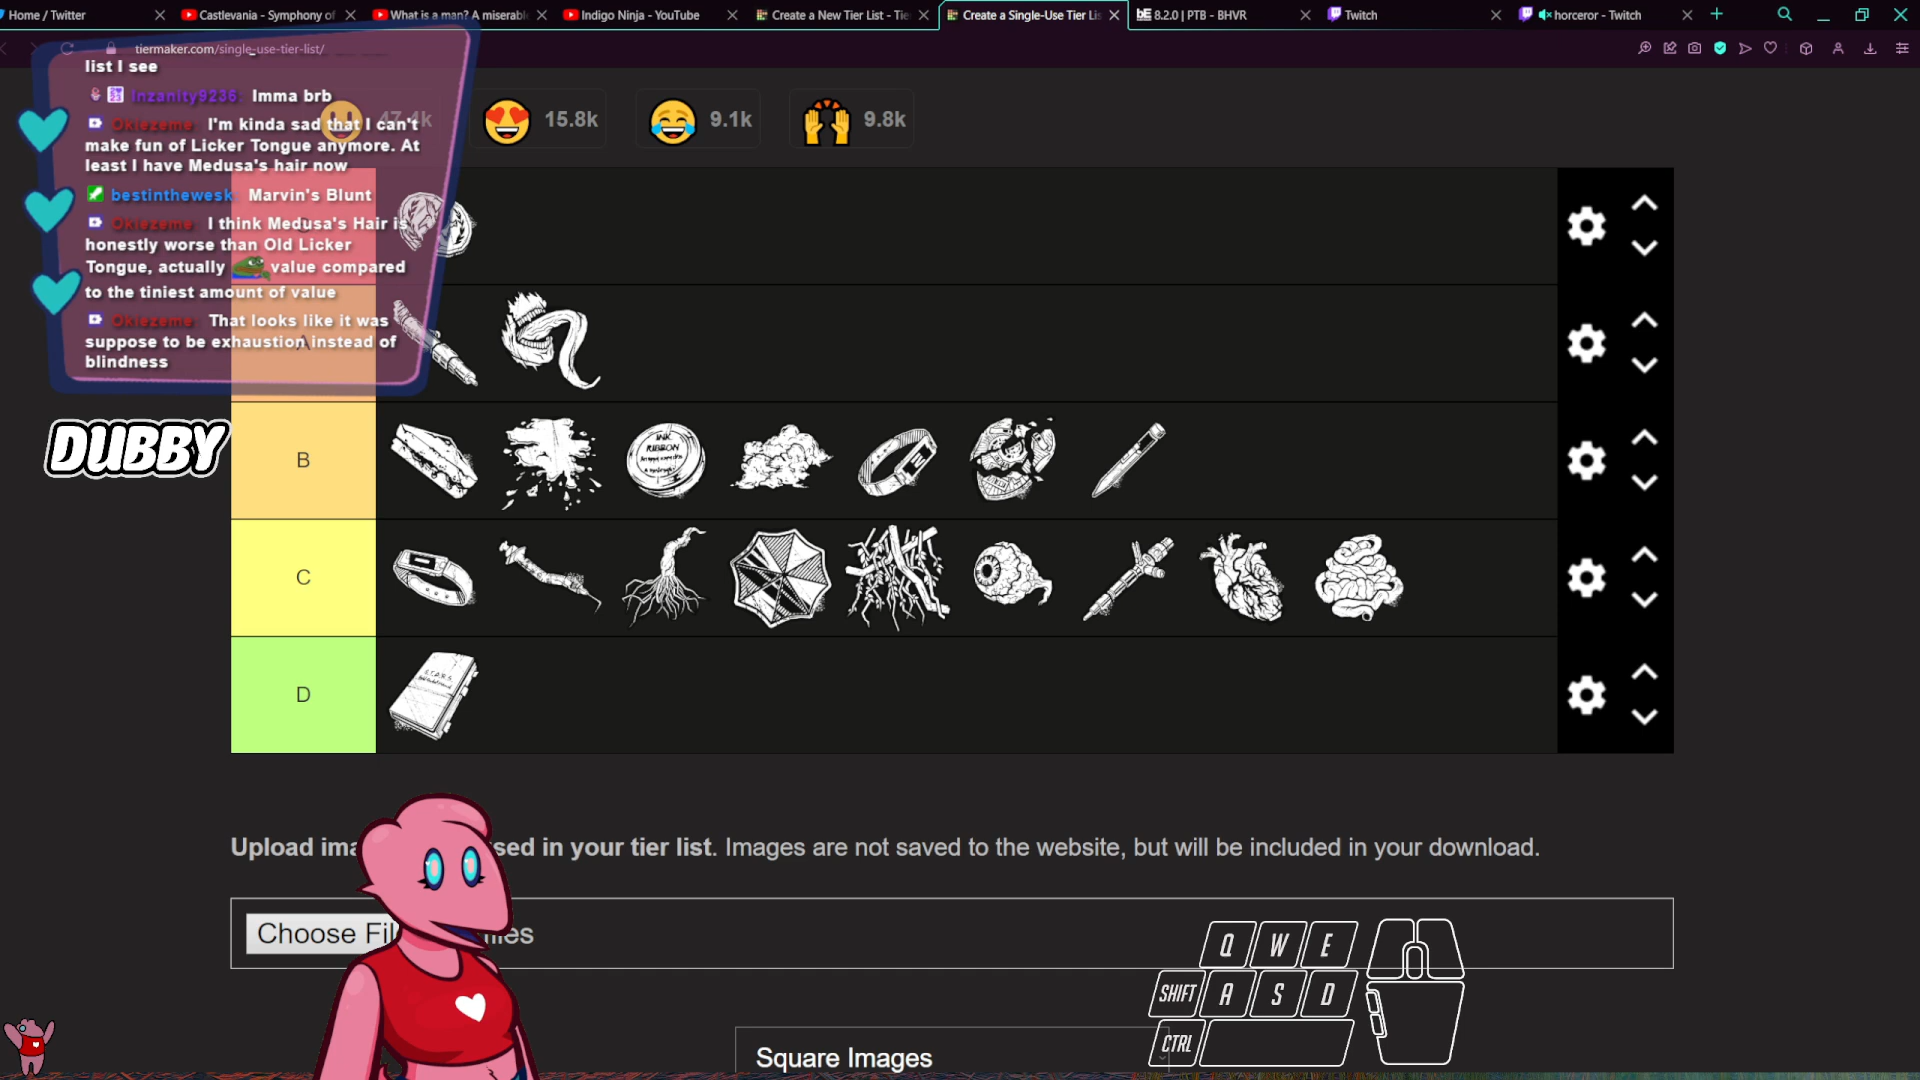 Home / Twitter
Castlevania - Symphony of
What is a man? A miserabl
Indigo Ninja - YouTube
Create a New Tier List - Tie
Create a Single-Use Tier Li
bE 8.2.0 | PTB - BHVR
Twitch
horceror - Twitch
tiermaker.com/single_use-tier-list/
list I see
Inzanity9236: Imma brb
Okiezeme: I'm kinda sad that I can't
make fun of Licker Tongue anymore. At
least I have Medusa's hair now
bestinthewesk: Marvin's Blunt
Okiezeme: I think Medusa's Hair is
honestly worse than Old Licker
Tongue, actually value compared
to the tiniest amount of value
Okiezeme: That looks like it was
suppose to be exhaustion instead of
blindness
15.8k
9.1k
9.8k
DUBBY
A
B
INK
RIBBON
C
D
S.T.A.R.S.
Upload ima sed in your tier list. Images are not saved to the website, but will be included in your download.
Choose Fil files
Q W E
SHIFT A S D
CTRL
Square Images